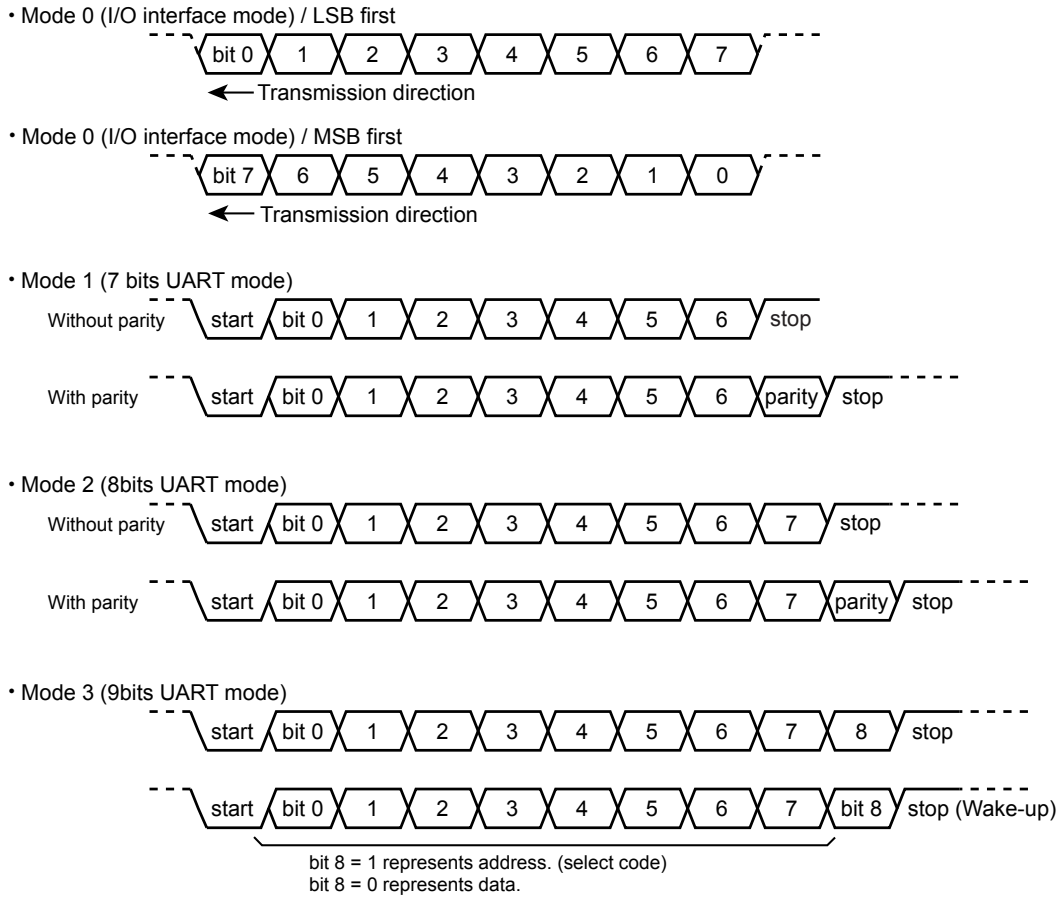 ・Mode 0 (I/O interface mode) / LSB first
bit 0 1 2 3 4 5 6 7
Transmission direction
・Mode 0 (I/O interface mode) / MSB first
bit 7 6 5 4 3 2 1 0
Transmission direction
・Mode 1 (7 bits UART mode)
Without parity start bit 0 1 2 3 4 5 6 stop
With parity start bit 0 1 2 3 4 5 6 parity stop
・Mode 2 (8bits UART mode)
Without parity start bit 0 1 2 3 4 5 6 7 stop
With parity start bit 0 1 2 3 4 5 6 7 parity stop
・Mode 3 (9bits UART mode)
start bit 0 1 2 3 4 5 6 7 8 stop
start bit 0 1 2 3 4 5 6 7 bit 8 stop (Wake-up)
bit 8 = 1 represents address. (select code)
bit 8 = 0 represents data.